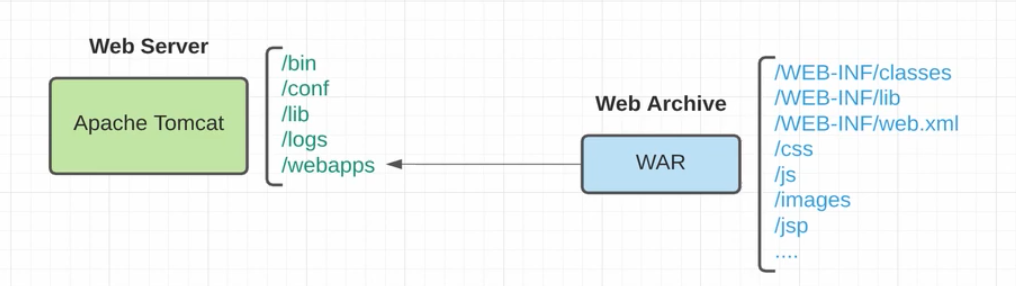 Web Server
Apache Tomcat
/bin
/conf
/lib
/logs
/webapps
Web Archive
WAR
/WEB-INF/classes
/WEB-INF/lib
/WEB-INF/web.xml
/css
/js
/images
/jsp
....